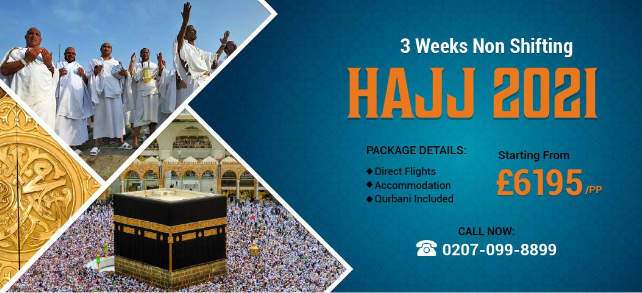 3 Weeks Non Shifting
HAJJ 2021
PACKAGE DETAILS:
Direct Flights
Accommodation
Qurbani Included
Starting From
£6195 /PP
CALL NOW:
0207-099-8899